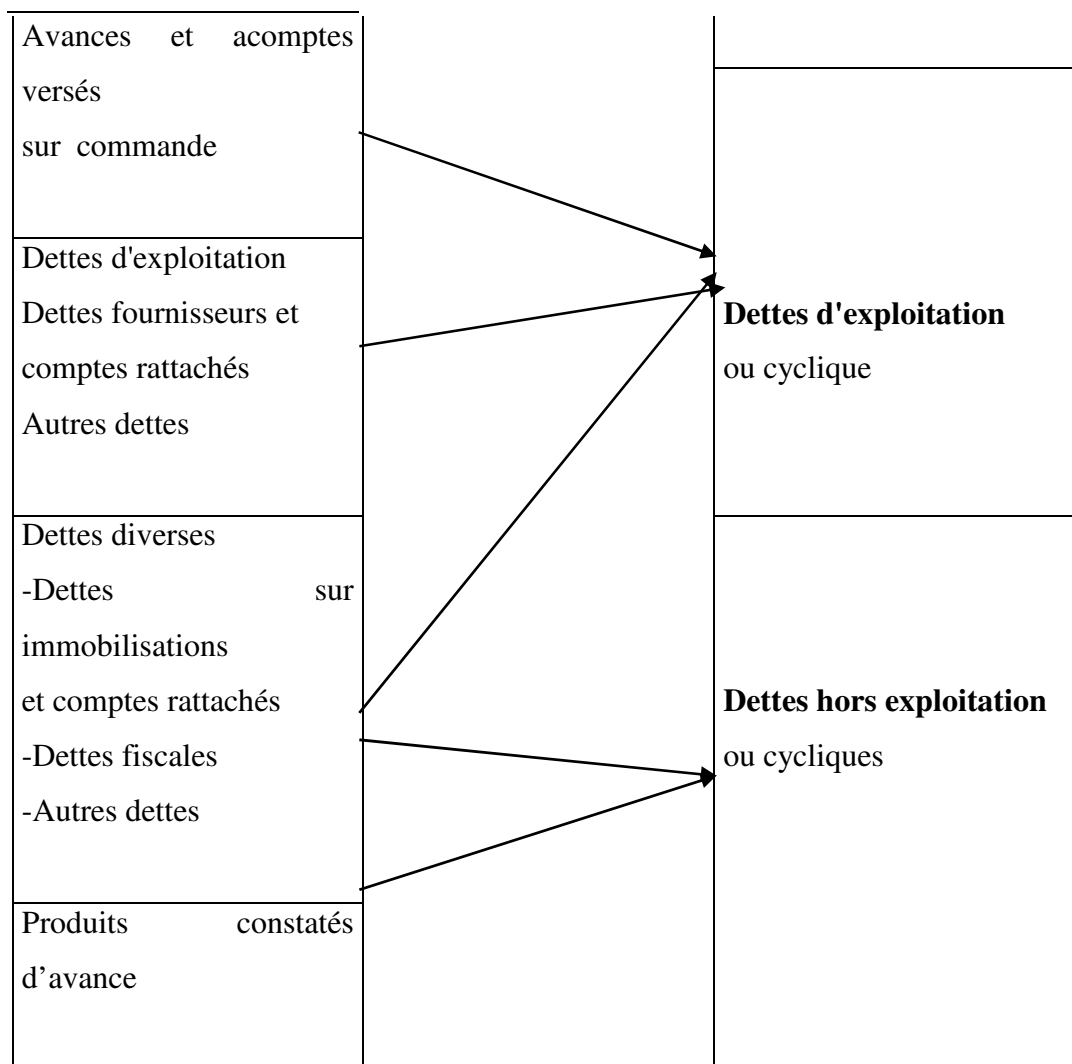 Avances et acomptes
versés
sur commande
Dettes d'exploitation
Dettes fournisseurs et
comptes rattachés
Autres dettes
Dettes diverses
-Dettes sur
immobilisations
et comptes rattachés
-Dettes fiscales
-Autres dettes
Produits constatés
d’avance
Dettes d'exploitation
ou cyclique
Dettes hors exploitation
ou cycliques